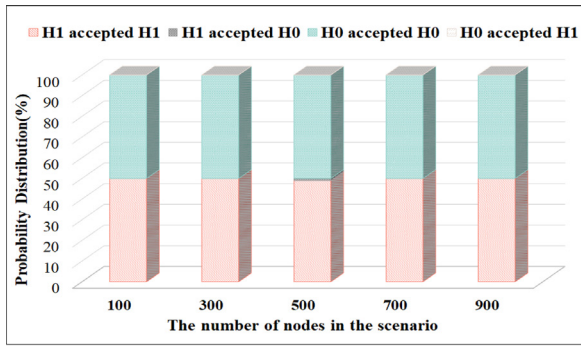 H1 accepted H1 H1 accepted H0 H0 accepted H0 H0 accepted H1
Probability Distribution(%)
100
90
80
70
60
50
40
30
20
10
0
100 300 500 700 900
The number of nodes in the scenario